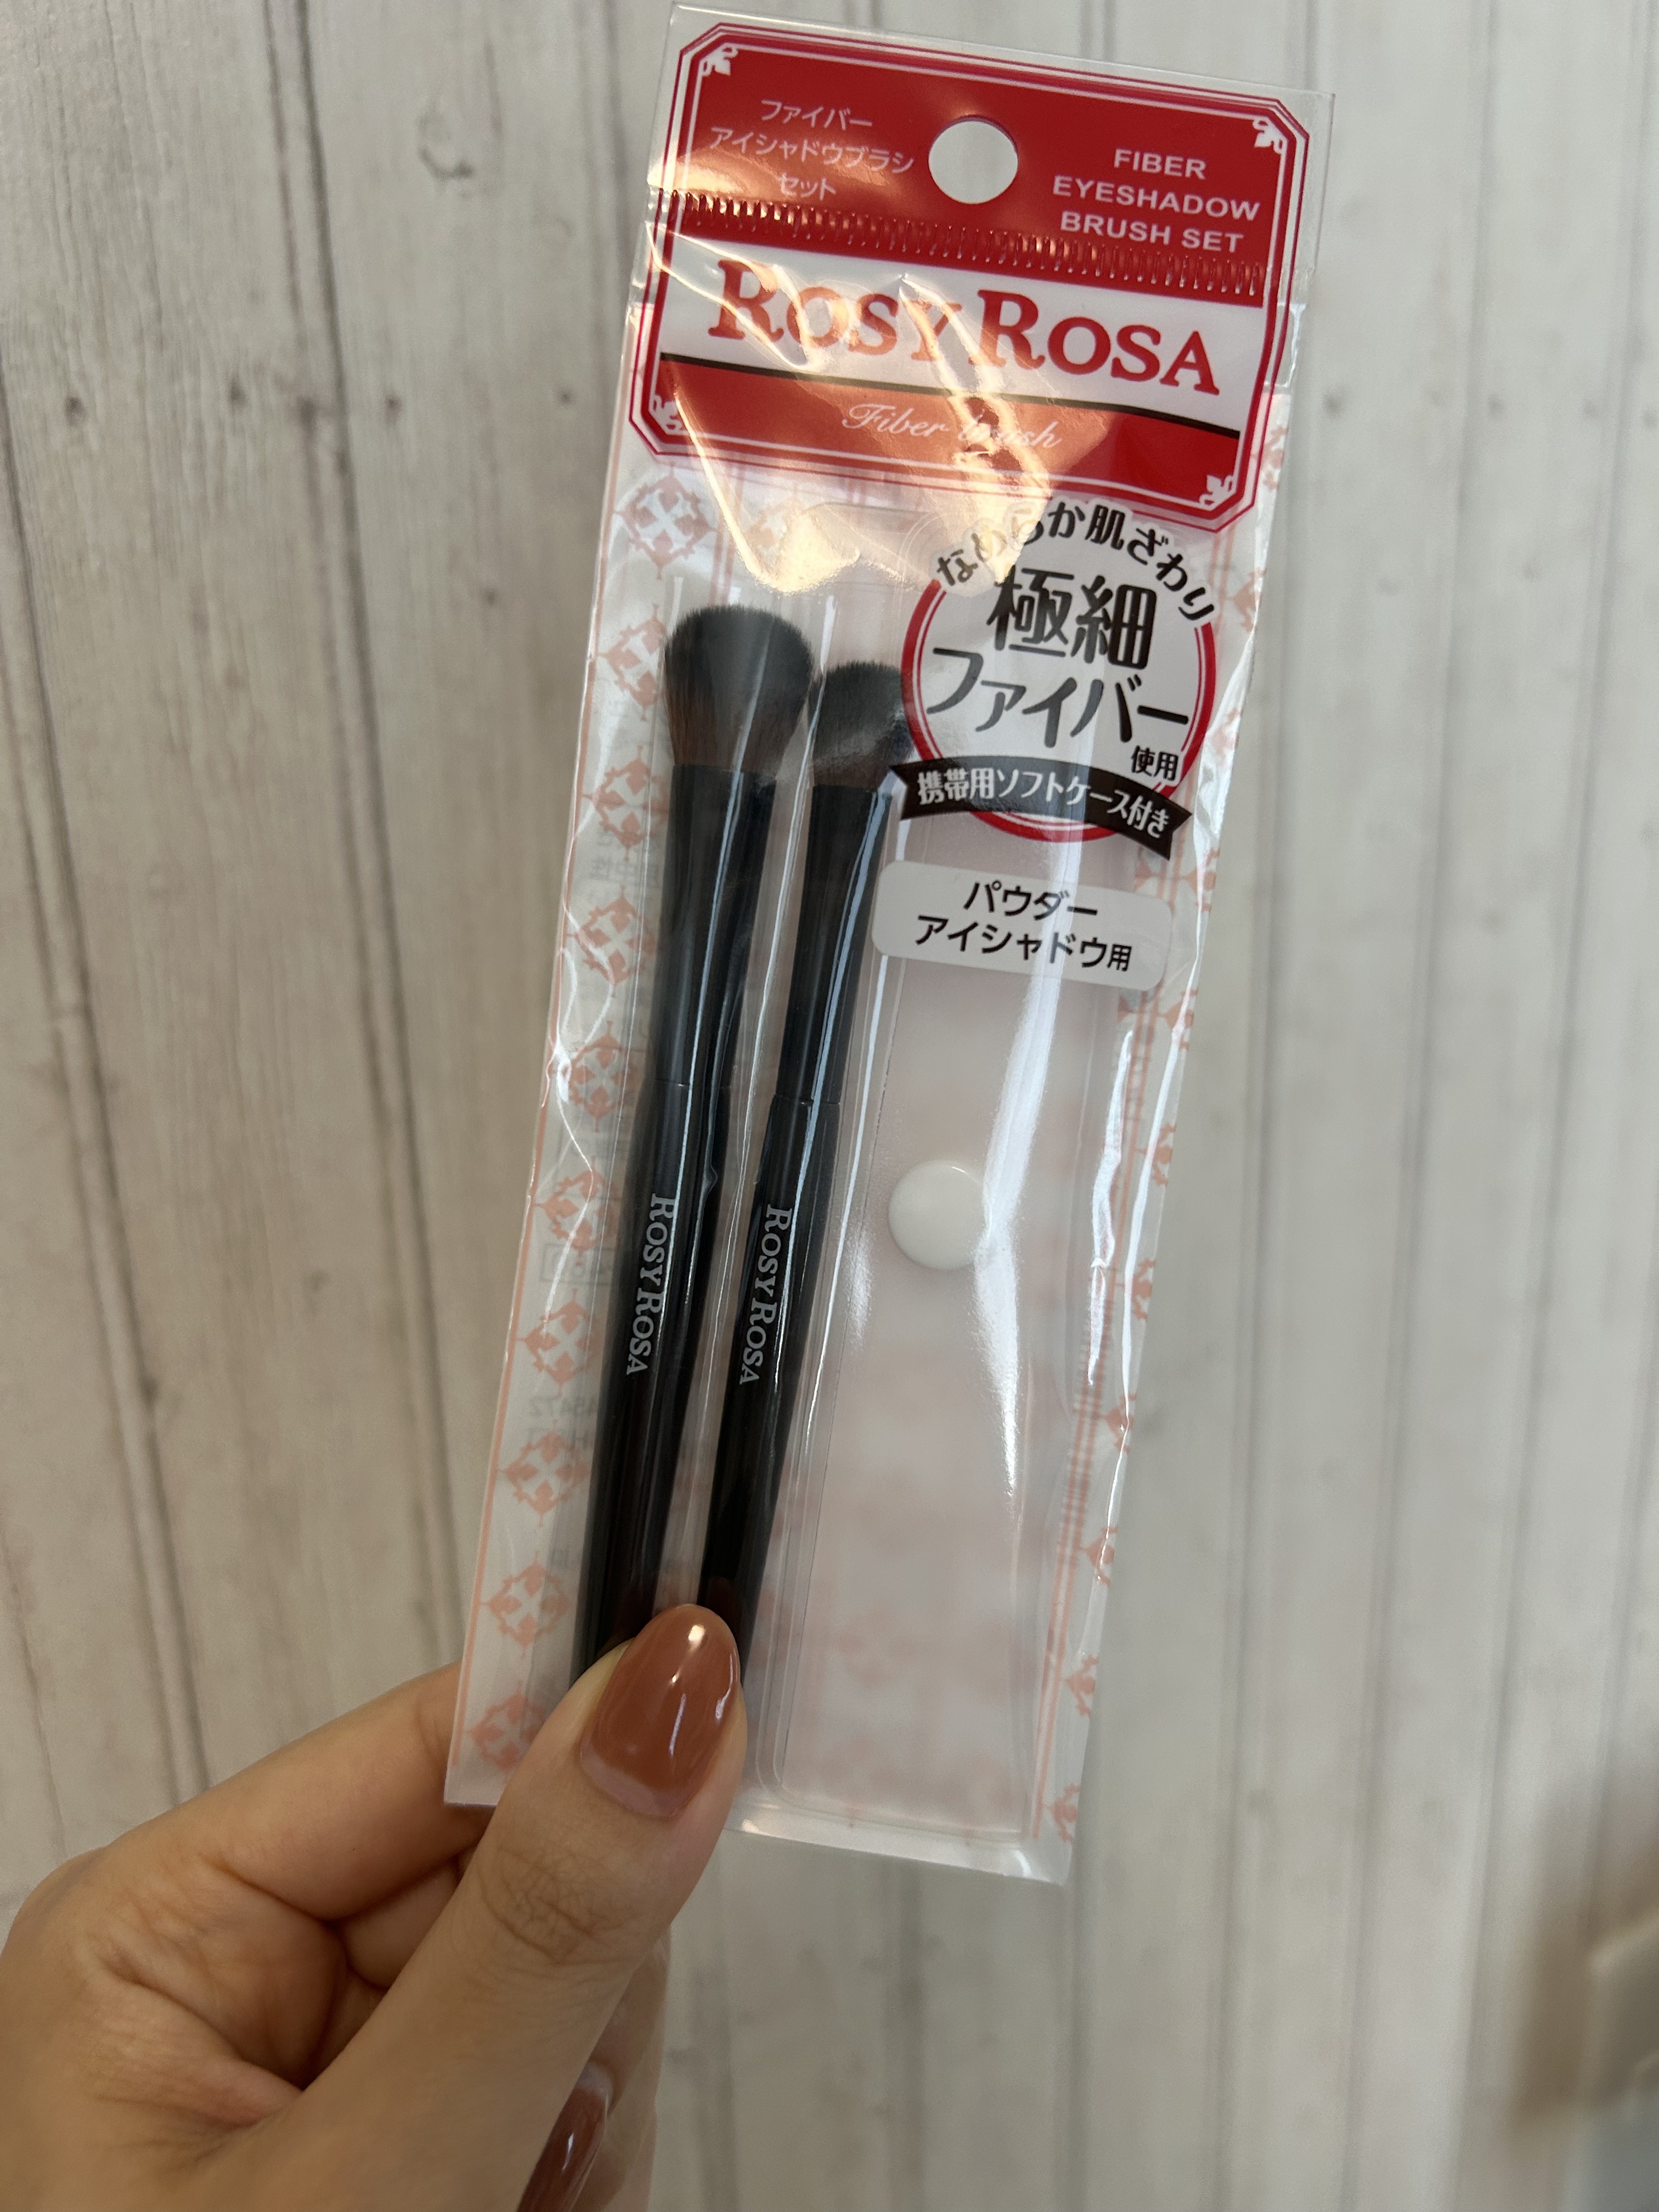 ファイバー
アイシャドウブラシ
セット
FIBER
EYESHADOW
BRUSH SET
ROSY ROSA
Fiber brush
なめらか肌ざわり
極細
ファイバー
使用
携帯用ソフトケース付き
パウダー
アイシャドウ用
ROSY ROSA
ROSY ROSA